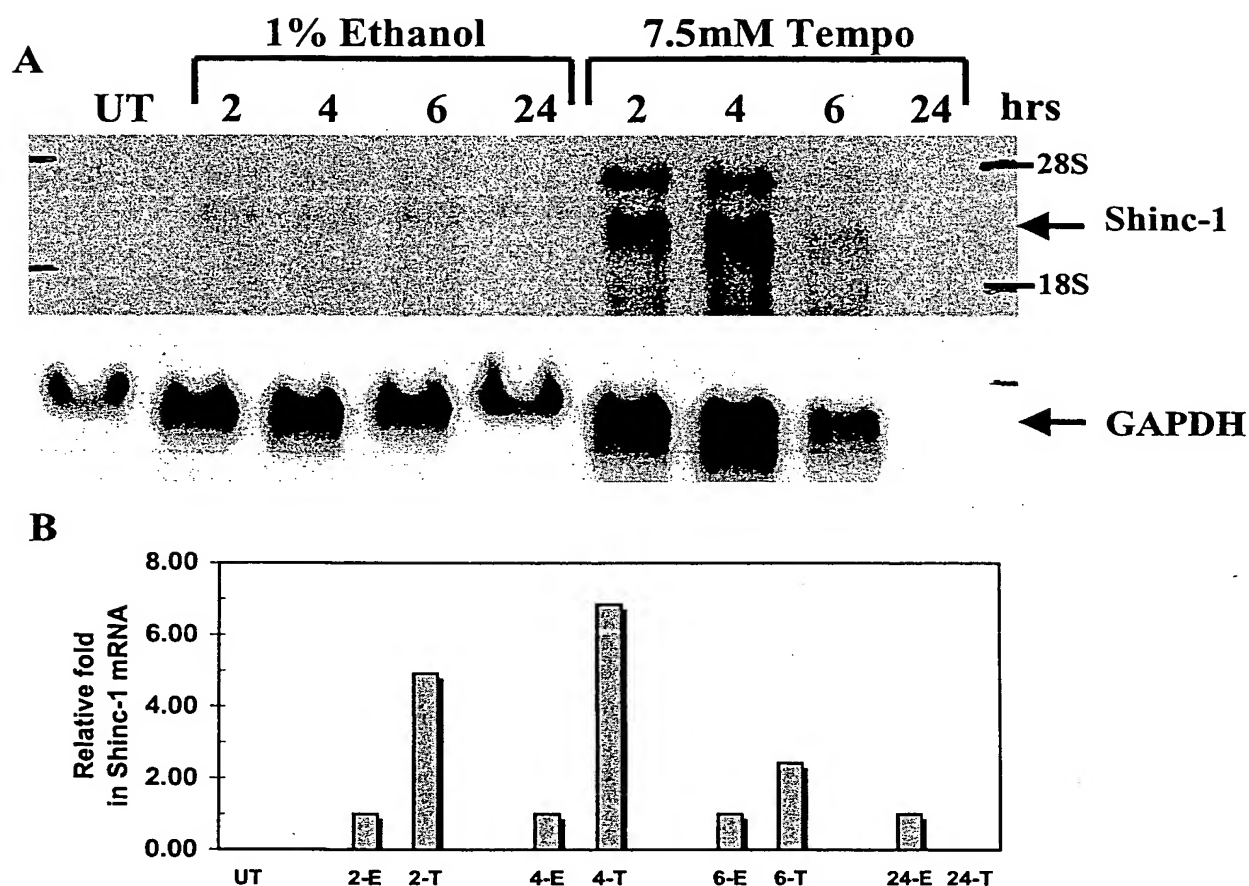 1% Ethanol 7.5mM Tempo
A
UT 2 4 6 24 2 4 6 24 hrs
28S
Shinc-1
18S
GAPDH
B
8.00
6.00
4.00
2.00
0.00
Relative fold
in Shinc-1 mRNA
UT 2-E 2-T 4-E 4-T 6-E 6-T 24-E 24-T